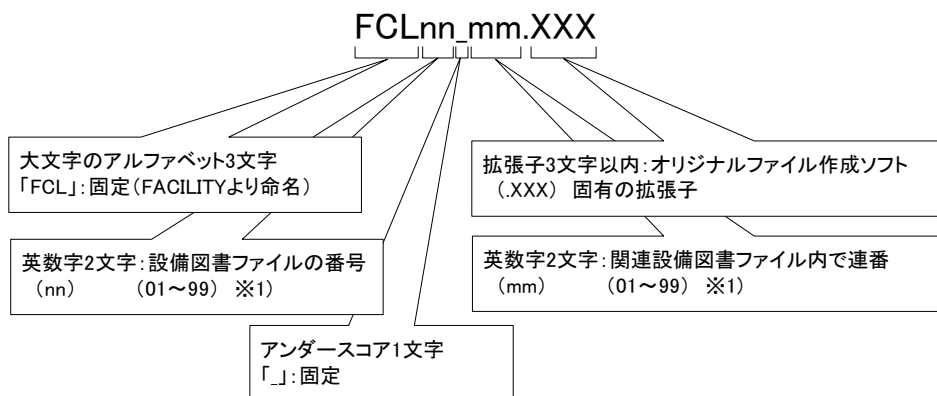 FCLnn_mm.XXX
大文字のアルファベット3文字
「FCL」:固定(FACILITYより命名)
拡張子3文字以内:オリジナルファイル作成ソフト
(.XXX) 固有の拡張子
英数字2文字:設備図書ファイルの番号
(nn) (01～99) ※1)
英数字2文字:関連設備図書ファイル内で連番
(mm) (01～99) ※1)
アンダースコア1文字
「_」:固定